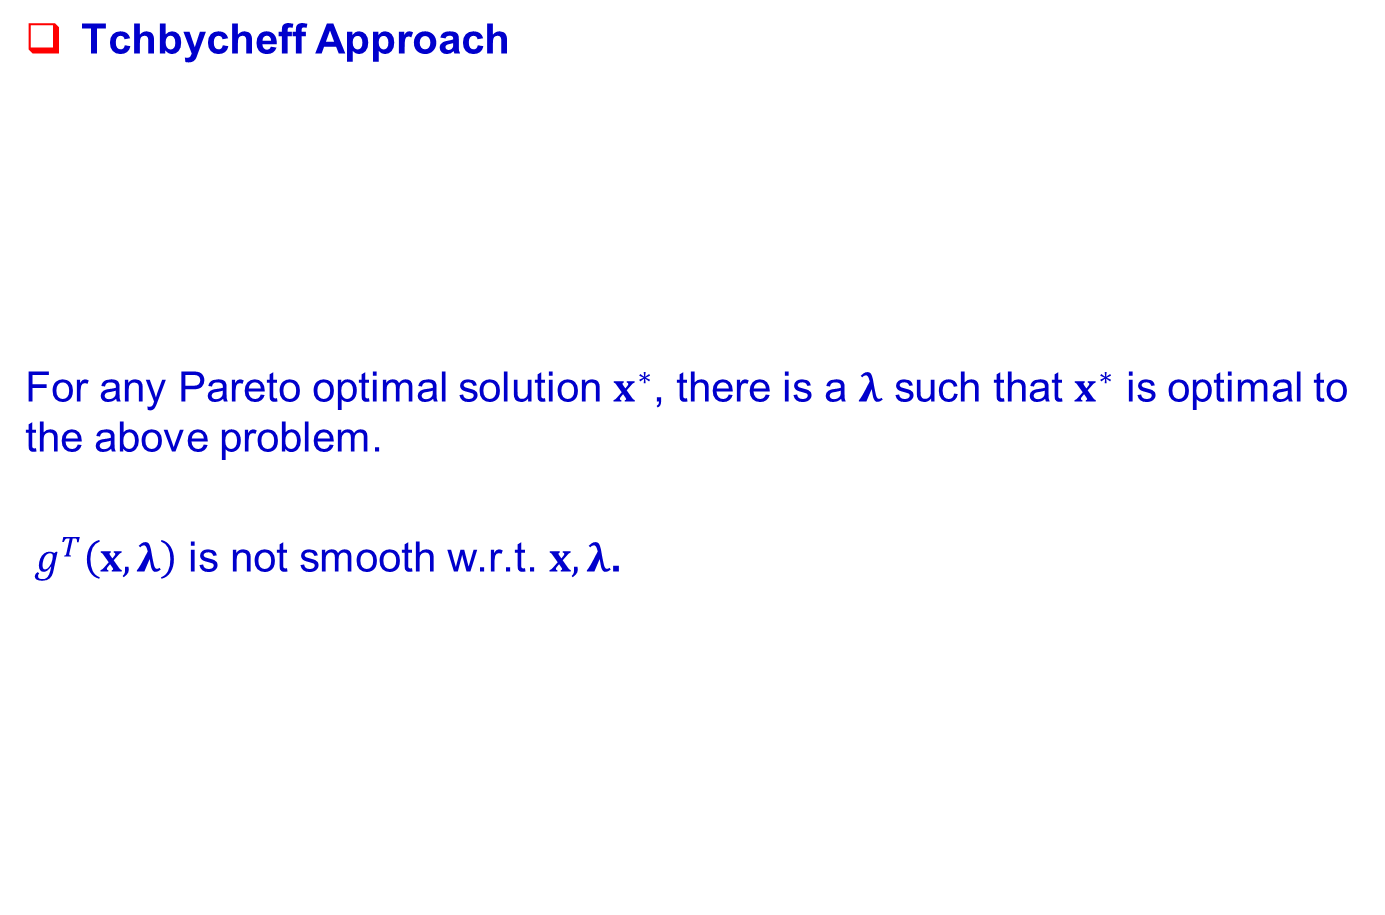 ❑ Tchbycheff Approach
For any Pareto optimal solution 𝐱*, there is a 𝛌 such that 𝐱* is optimal to
the above problem.
𝑔ᵀ(𝐱, 𝛌) is not smooth w.r.t. 𝐱, 𝛌.